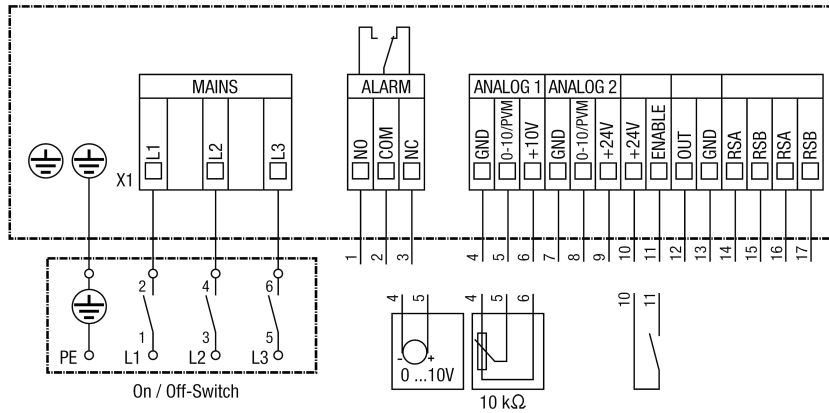 MAINS
ALARM
ANALOG 1
ANALOG 2
X1
L1
L2
L3
NO
COM
NC
GND
0-10/PVM
+10V
GND
0-10/PVM
+24V
+24V
ENABLE
OUT
GND
RSA
RSB
RSA
RSB
1
2
3
4
5
6
7
8
9
10
11
12
13
14
15
16
17
2
4
6
1
3
5
PE
L1
L2
L3
On / Off-Switch
4
5
- +
0 ...10V
4
5
6
10 kΩ
10
11